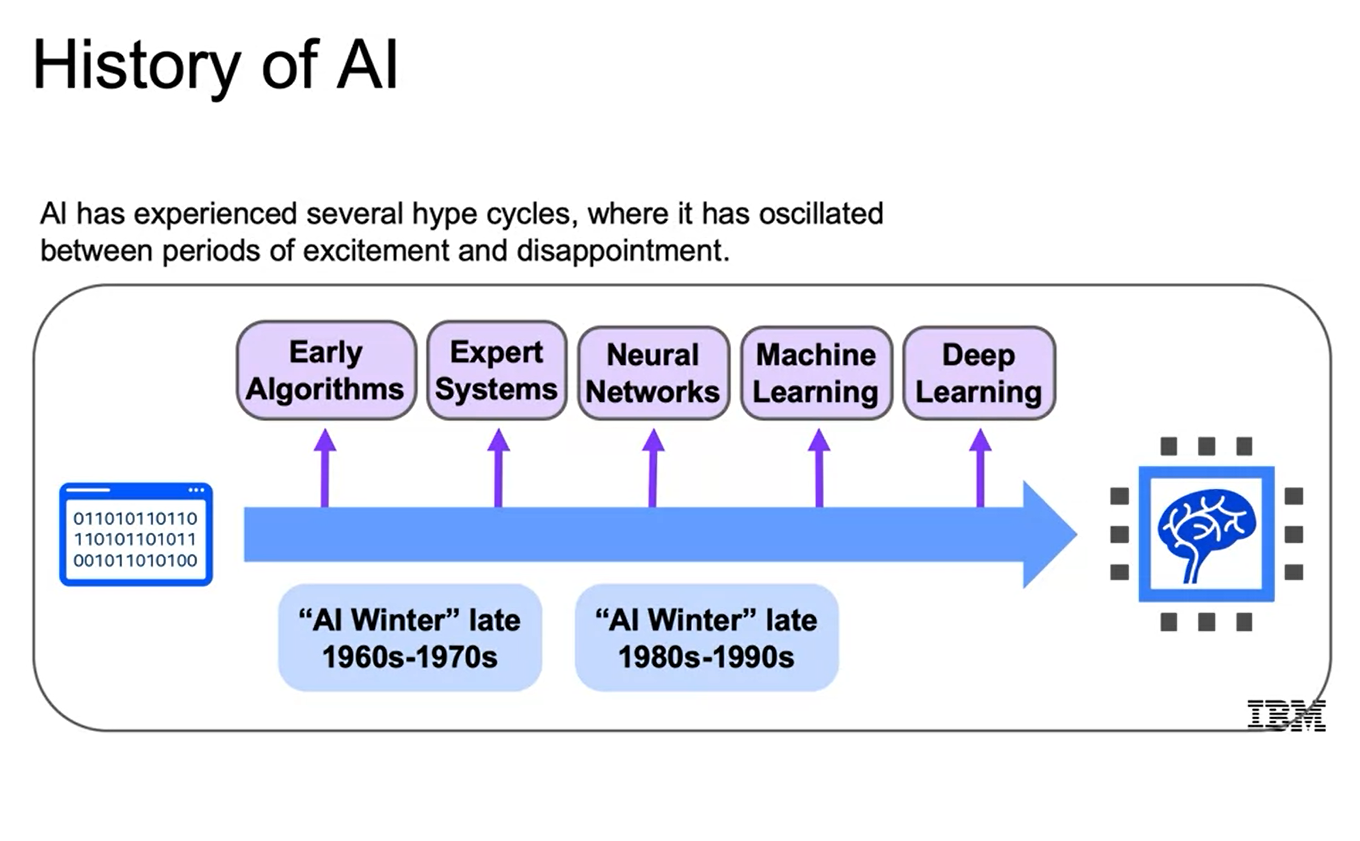 History of AI
AI has experienced several hype cycles, where it has oscillated
between periods of excitement and disappointment.
Early
Algorithms
Expert
Systems
Neural
Networks
Machine
Learning
Deep
Learning
011010110110
110101101011
001011010100
“AI Winter” late
1960s-1970s
“AI Winter” late
1980s-1990s
IBM